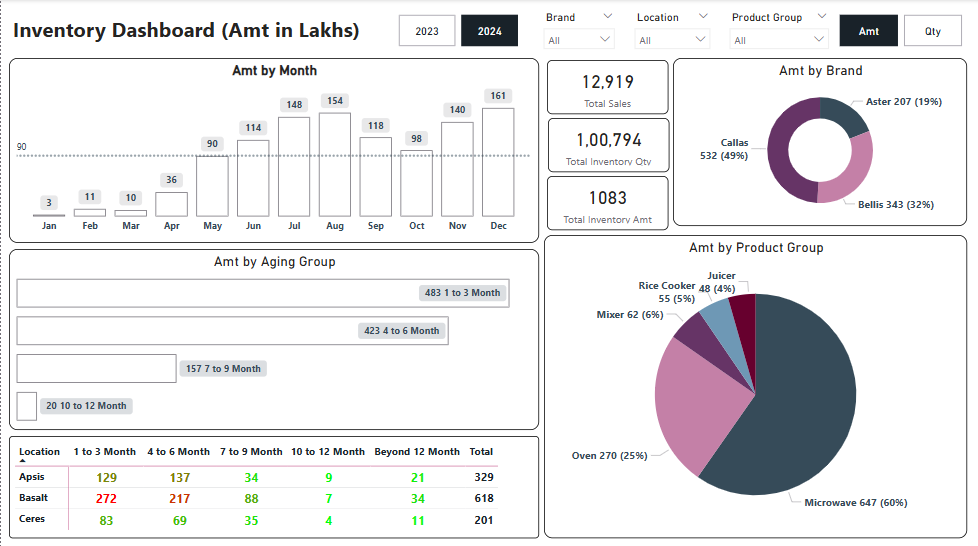 Inventory Dashboard (Amt in Lakhs)
2023
2024
Brand
All
Location
All
Product Group
All
Amt
Qty
Amt by Month
90
3
11
10
36
90
114
148
154
118
98
140
161
Jan Feb Mar Apr May Jun Jul Aug Sep Oct Nov Dec
12,919
Total Sales
1,00,794
Total Inventory Qty
1083
Total Inventory Amt
Amt by Brand
Aster 207 (19%)
Callas
532 (49%)
Bellis 343 (32%)
Amt by Aging Group
483 1 to 3 Month
423 4 to 6 Month
157 7 to 9 Month
20 10 to 12 Month
Location 1 to 3 Month 4 to 6 Month 7 to 9 Month 10 to 12 Month Beyond 12 Month Total
Apsis 129 137 34 9 21 329
Basalt 272 217 88 7 34 618
Ceres 83 69 35 4 11 201
Amt by Product Group
Juicer
48 (4%)
Rice Cooker
55 (5%)
Mixer 62 (6%)
Oven 270 (25%)
Microwave 647 (60%)